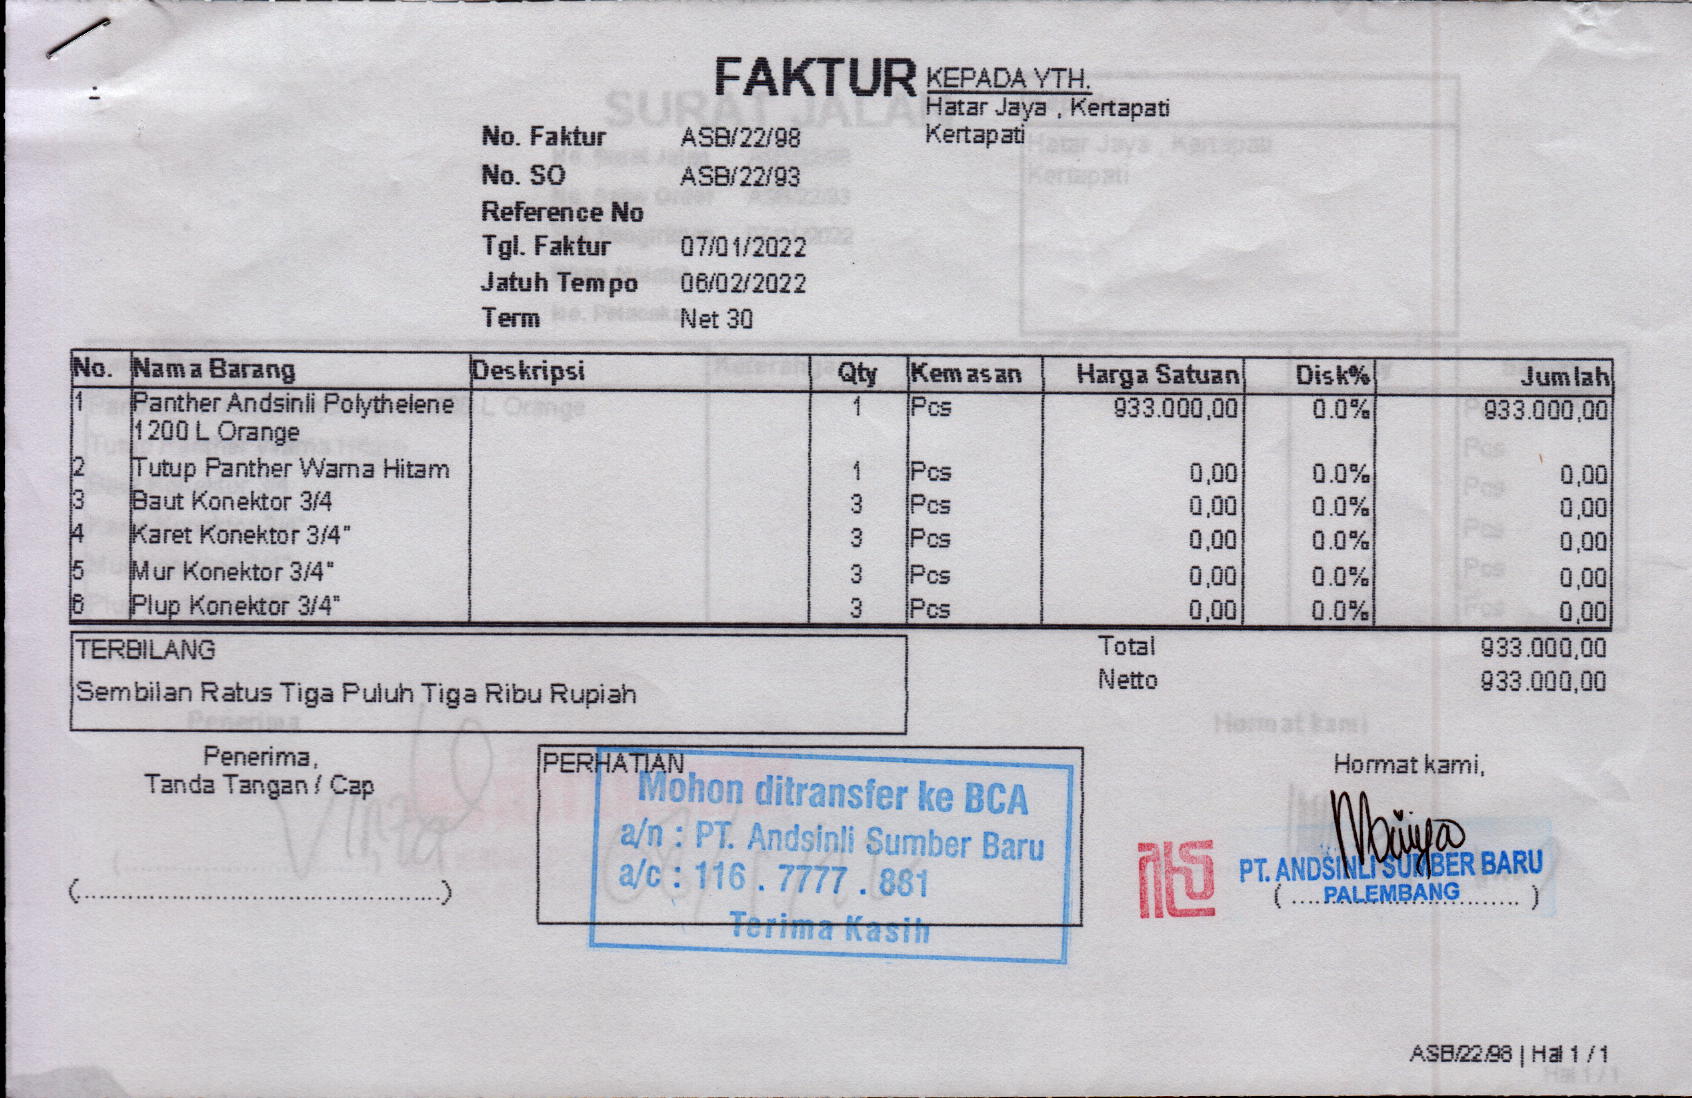 FAKTUR
KEPADA YTH.
Hatar Jaya , Kertapati
Kertapati
No. Faktur ASB/22/98
No. SO ASB/22/93
Reference No
Tgl. Faktur 07/01/2022
Jatuh Tempo 06/02/2022
Term Net 30
No. Nama Barang Deskripsi Qty Kemasan Harga Satuan Disk% Jumlah
1 Panther Andsinli Polythelene 1 Pcs 933.000,00 0.0% 933.000,00
1200 L Orange
2 Tutup Panther Warna Hitam 1 Pcs 0,00 0.0% 0,00
3 Baut Konektor 3/4 3 Pcs 0,00 0.0% 0,00
4 Karet Konektor 3/4" 3 Pcs 0,00 0.0% 0,00
5 Mur Konektor 3/4" 3 Pcs 0,00 0.0% 0,00
6 Plup Konektor 3/4" 3 Pcs 0,00 0.0% 0,00
TERBILANG
Sembilan Ratus Tiga Puluh Tiga Ribu Rupiah
Total 933.000,00
Netto 933.000,00
Penerima,
Tanda Tangan / Cap
(..............................................)
PERHATIAN
Mohon ditransfer ke BCA
a/n : PT. Andsinli Sumber Baru
a/c : 116 . 7777 . 881
Terima Kasih
Hormat kami,
PT. ANDSINLI SUMBER BARU
PALEMBANG
ASB/22/98 | Hal 1 / 1